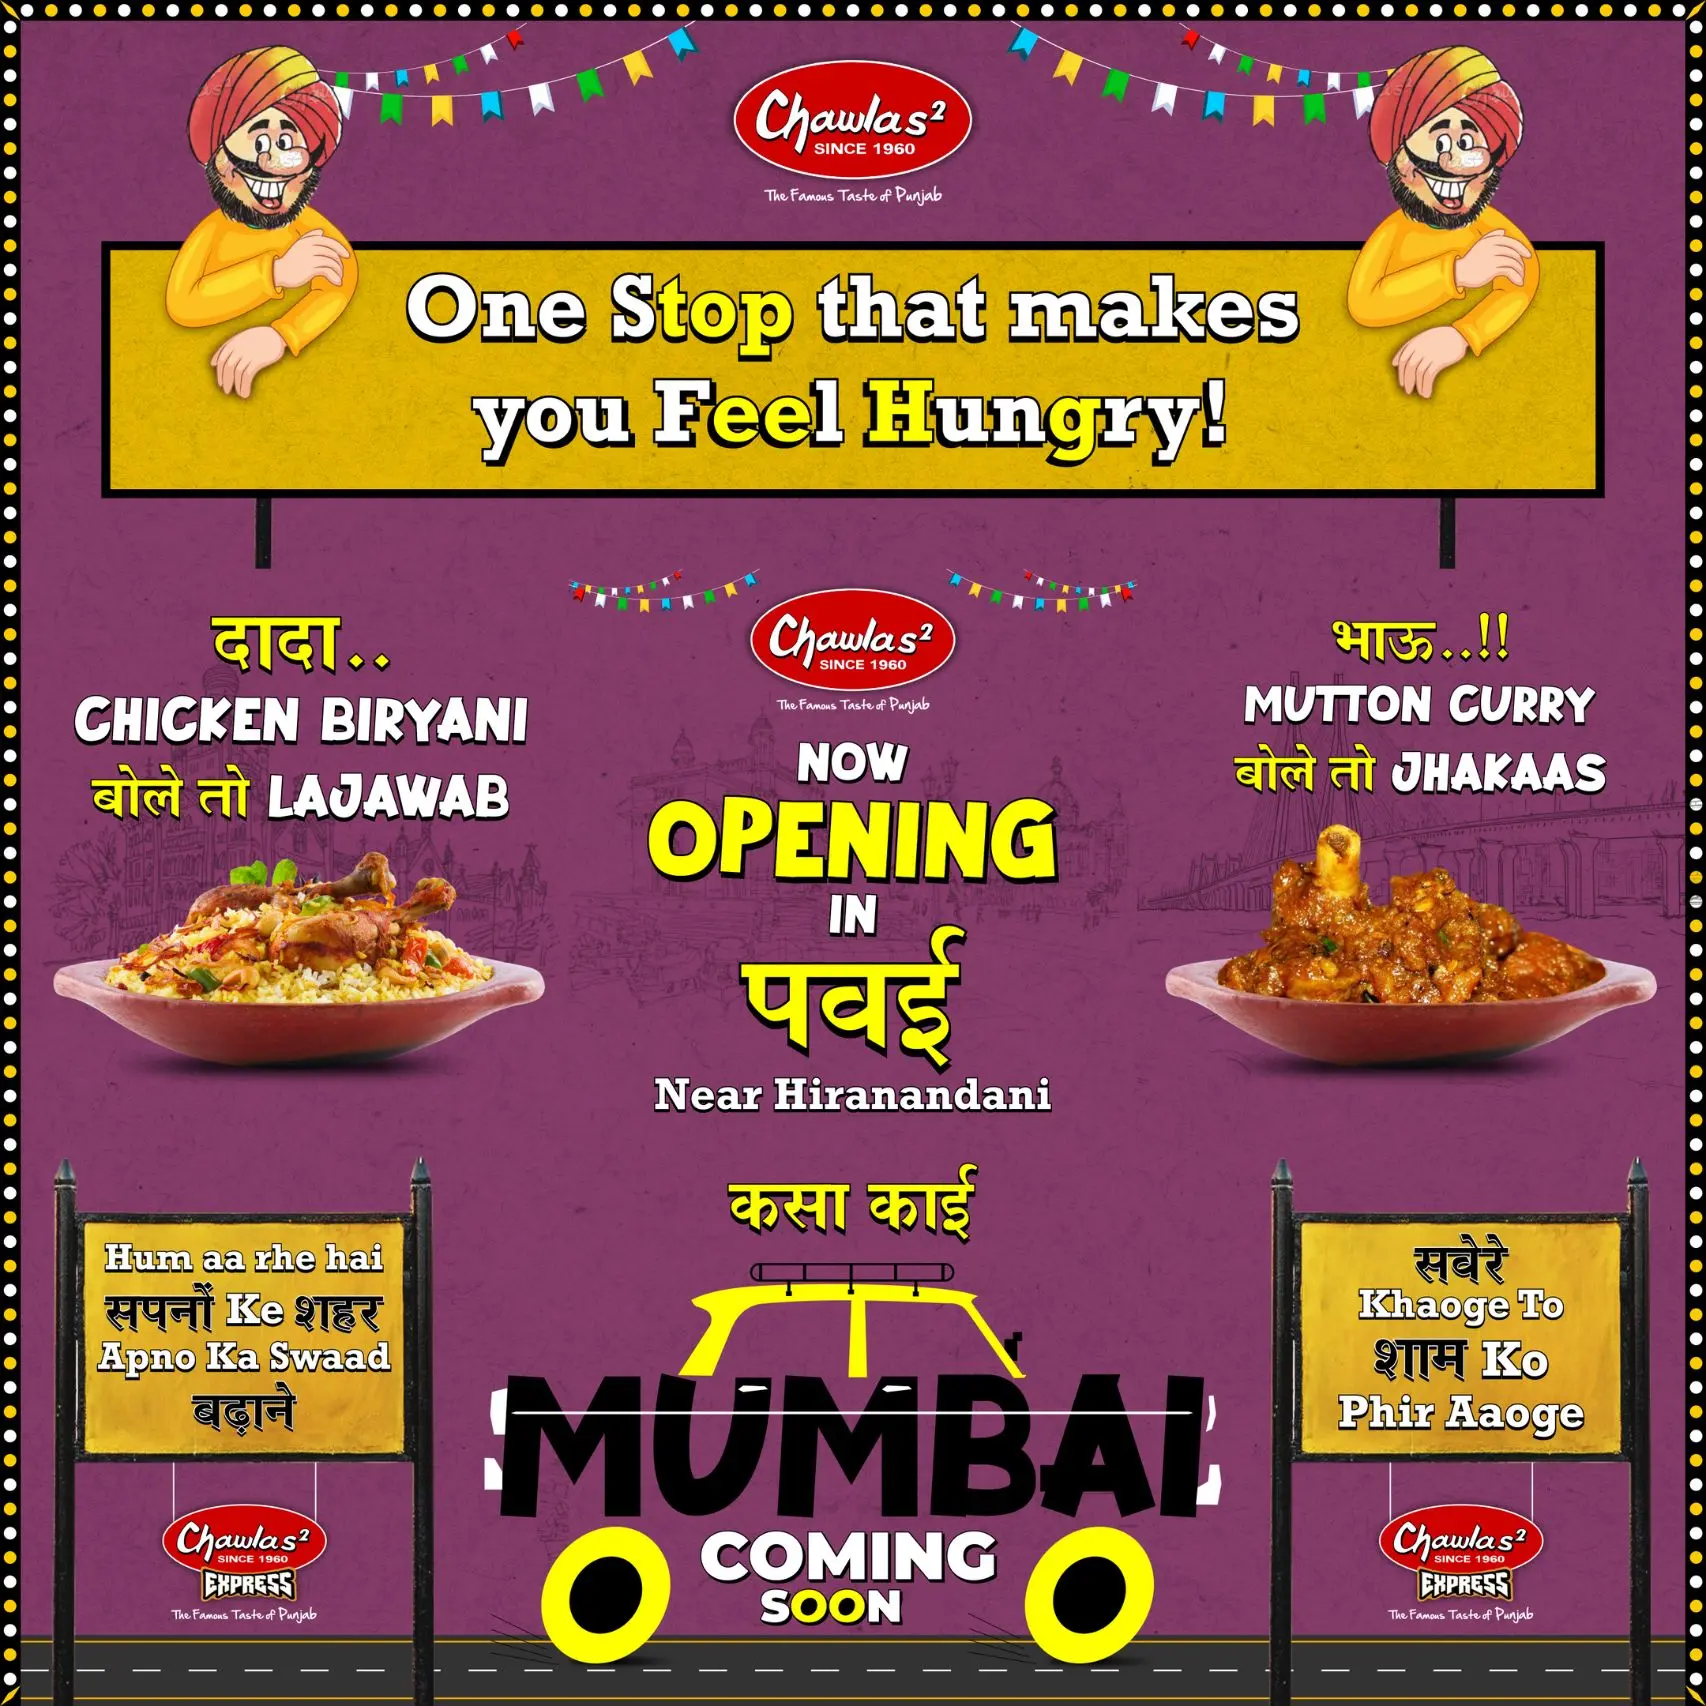 Chawlas²
SINCE 1960
The Famous Taste of Punjab
One Stop that makes
you Feel Hungry!
दादा..
CHICKEN BIRYANI
बोले तो LAJAWAB
Chawlas²
SINCE 1960
The Famous Taste of Punjab
NOW
OPENING
IN
पवई
Near Hiranandani
भाऊ..!!
MUTTON CURRY
बोले तो JHAKAAS
Hum aa rhe hai
सपनों Ke शहर
Apno Ka Swaad
बढ़ाने
Chawlas²
SINCE 1960
EXPRESS
The Famous Taste of Punjab
कसा काई
MUMBAI
COMING
SOON
सवेरे
Khaoge To
शाम Ko
Phir Aaoge
Chawlas²
SINCE 1960
EXPRESS
The Famous Taste of Punjab